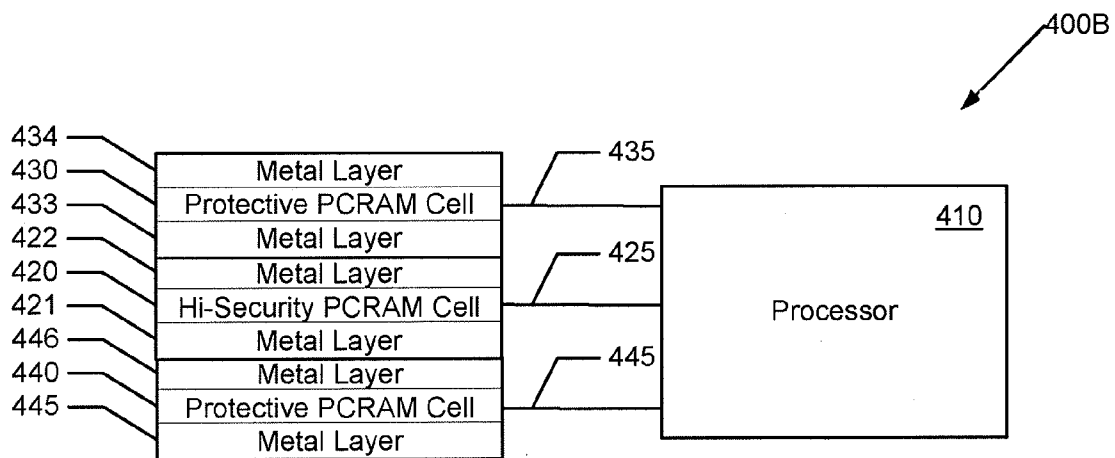 400B
434 Metal Layer 435
430 Protective PCRAM Cell
433 Metal Layer 410
422 Metal Layer 425
420 Hi-Security PCRAM Cell Processor
421 Metal Layer
446 Metal Layer 445
440 Protective PCRAM Cell
445 Metal Layer